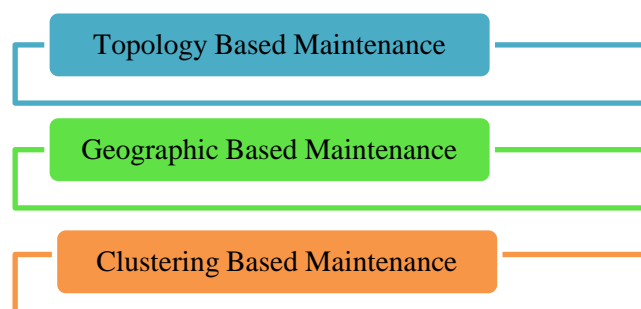 Topology Based Maintenance
Geographic Based Maintenance
Clustering Based Maintenance